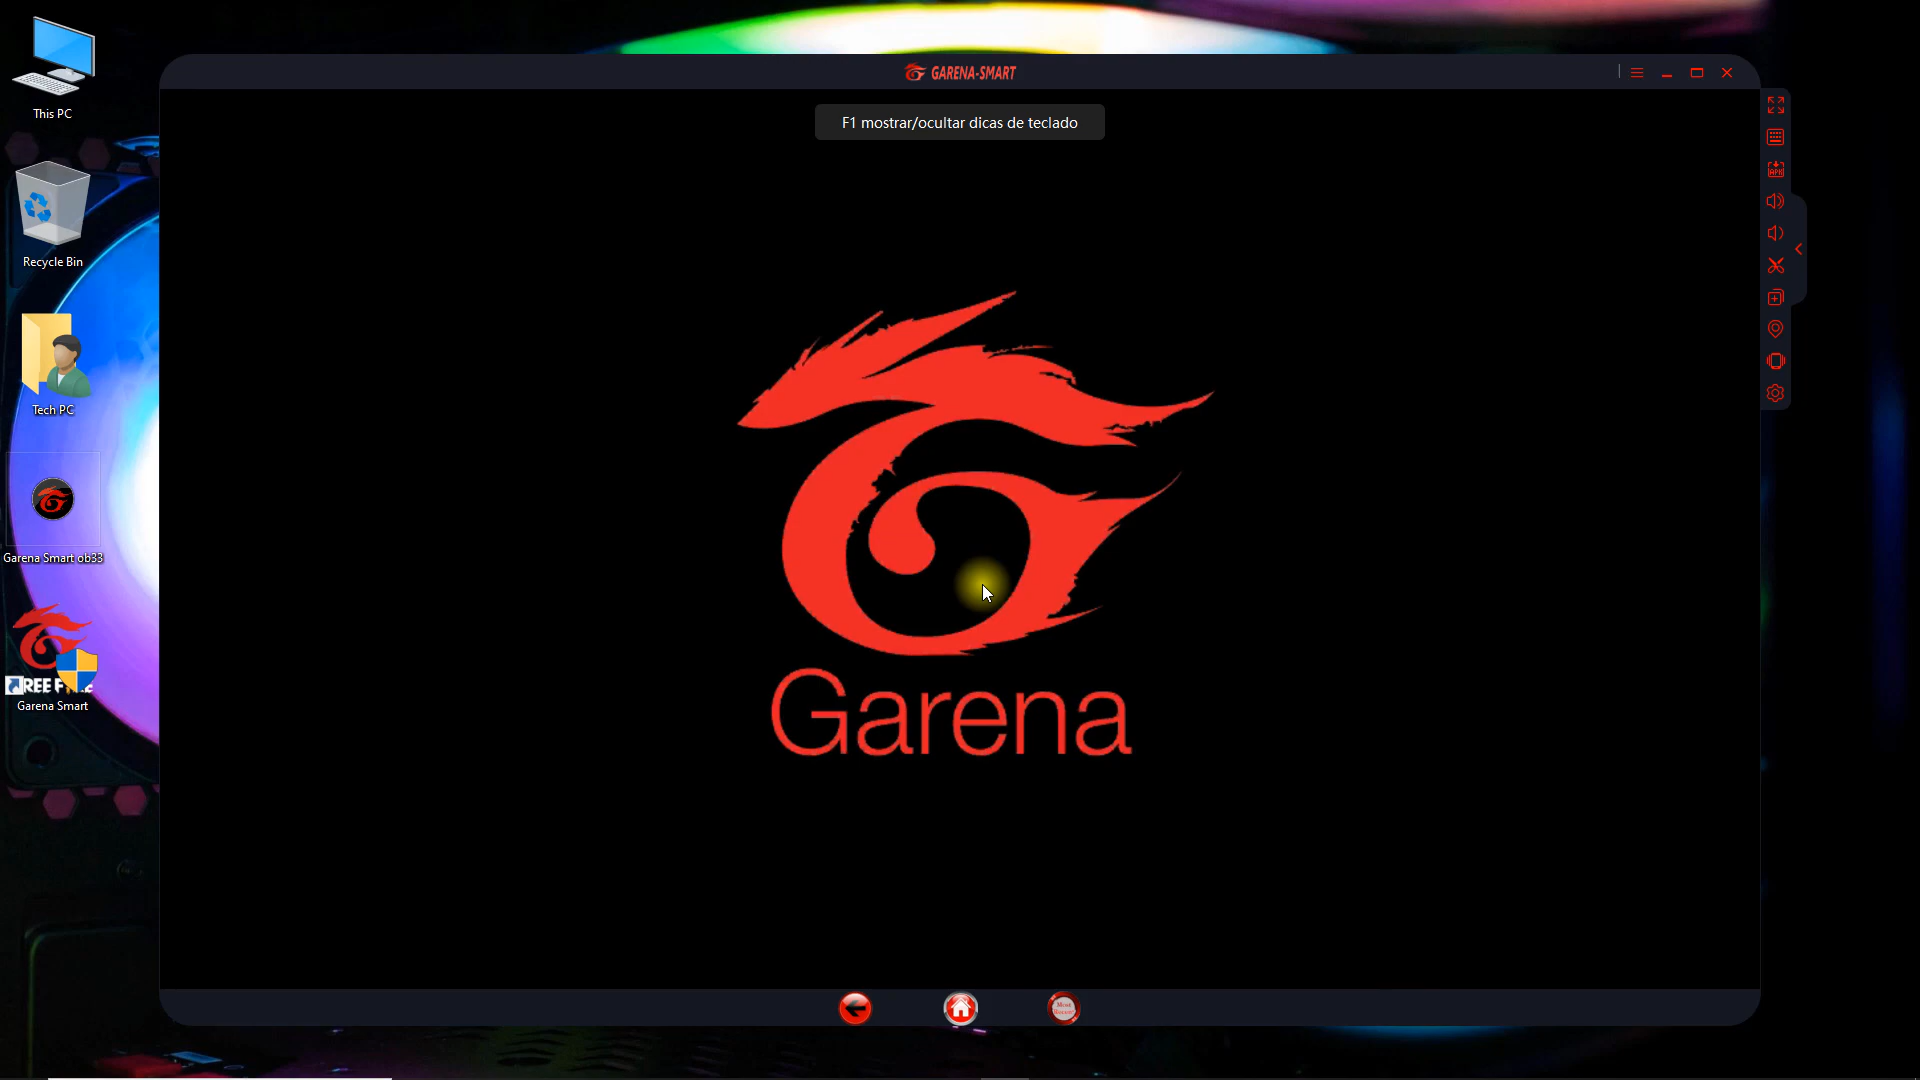 This PC
Recycle Bin
Tech PC
Garena Smart ob33
Garena Smart
GARENA-SMART
F1 mostrar/ocultar dicas de teclado
APK
Garena